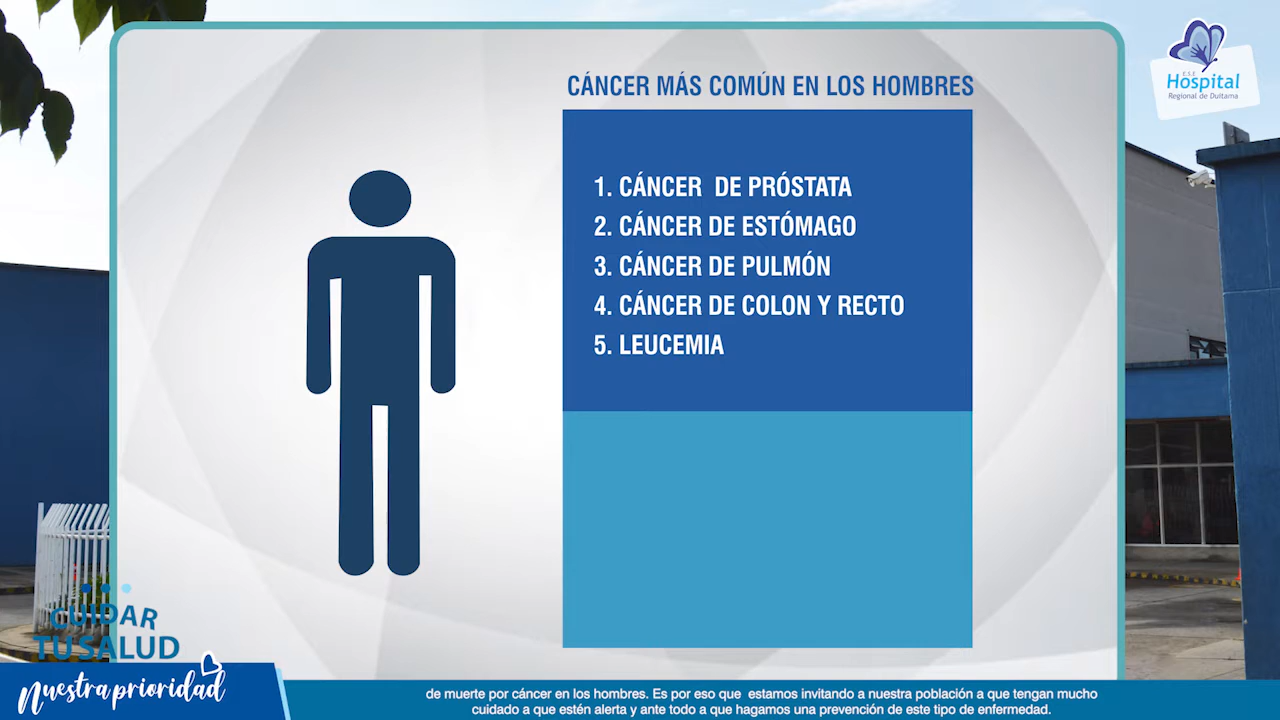 CÁNCER MÁS COMÚN EN LOS HOMBRES
1. CÁNCER  DE PRÓSTATA
2. CÁNCER DE ESTÓMAGO
3. CÁNCER DE PULMÓN
4. CÁNCER DE COLON Y RECTO
5. LEUCEMIA
E.S.E.
Hospital
Regional de Duitama
CUIDAR
TU SALUD
Nuestra prioridad
de muerte por cáncer en los hombres. Es por eso que  estamos invitando a nuestra población a que tengan mucho
cuidado a que estén alerta y ante todo a que hagamos una prevención de este tipo de enfermedad.